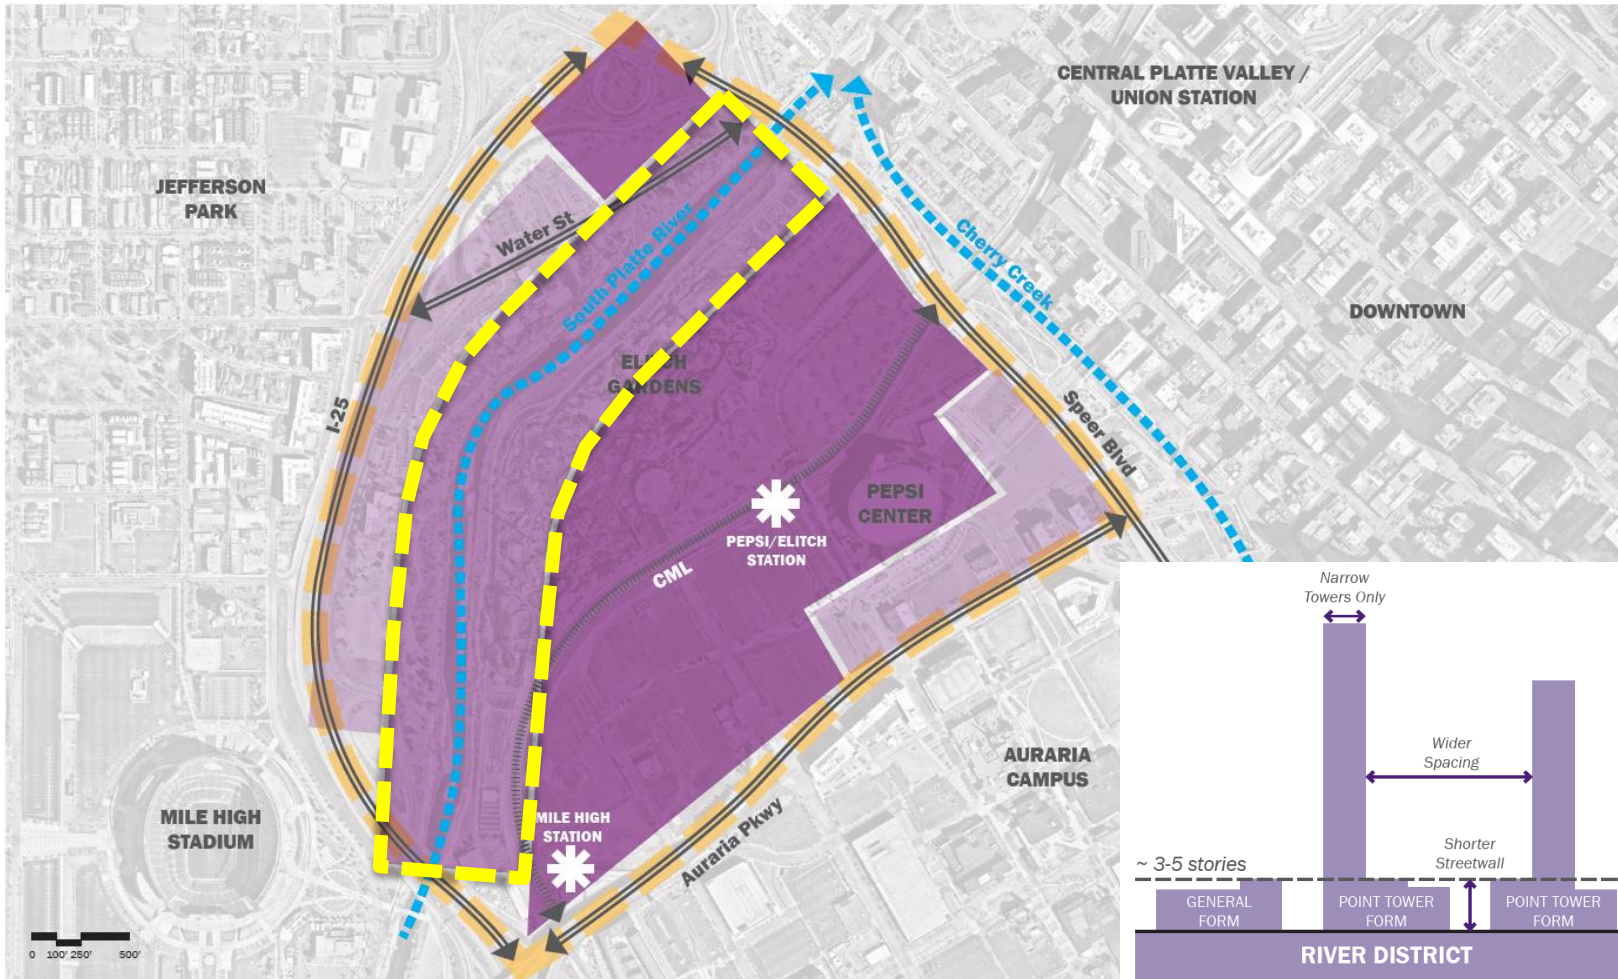 CENTRAL PLATTE VALLEY /
UNION STATION
JEFFERSON
PARK
Water St
South Platte River
Cherry Creek
DOWNTOWN
ELITCH
GARDENS
I-25
Speer Blvd
PEPSI
CENTER
PEPSI/ELITCH
STATION
CML
AURARIA
CAMPUS
MILE HIGH
STADIUM
MILE HIGH
STATION
Auraria Pkwy
0 100' 250' 500'
Narrow
Towers Only
Wider
Spacing
Shorter
Streetwall
~ 3-5 stories
GENERAL
FORM
POINT TOWER
FORM
POINT TOWER
FORM
RIVER DISTRICT